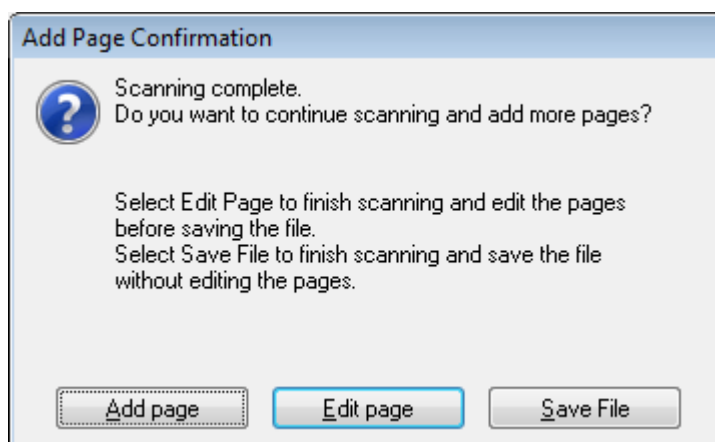 Add Page Confirmation
Scanning complete.
Do you want to continue scanning and add more pages?
Select Edit Page to finish scanning and edit the pages
before saving the file.
Select Save File to finish scanning and save the file
without editing the pages.
Add page
Edit page
Save File